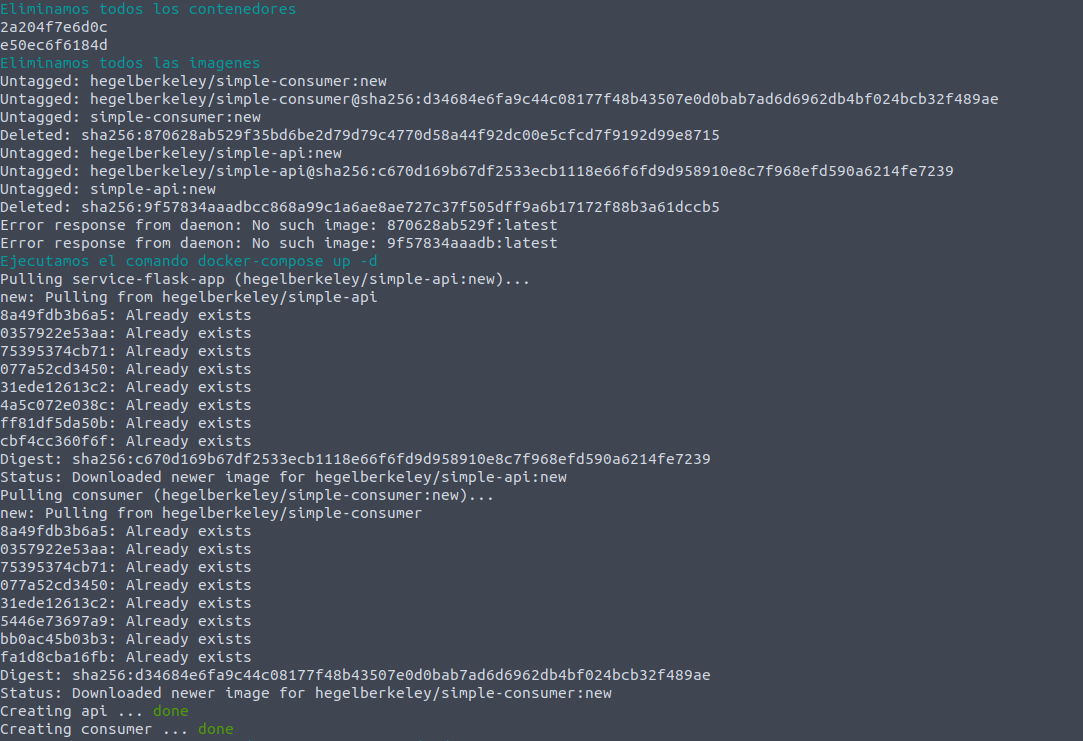 Eliminamos todos los contenedores
2a204f7e6d0c
e50ec6f6184d
Eliminamos todos las imagenes
Untagged: hegelberkeley/simple-consumer:new
Untagged: hegelberkeley/simple-consumer@sha256:d34684e6fa9c44c08177f48b43507e0d0bab7ad6d6962db4bf024bcb32f489ae
Untagged: simple-consumer:new
Deleted: sha256:870628ab529f35bd6be2d79d79c4770d58a44f92dc00e5cfcd7f9192d99e8715
Untagged: hegelberkeley/simple-api:new
Untagged: hegelberkeley/simple-api@sha256:c670d169b67df2533ecb1118e66f6fd9d958910e8c7f968efd590a6214fe7239
Untagged: simple-api:new
Deleted: sha256:9f57834aaadbcc868a99c1a6ae8ae727c37f505dff9a6b17172f88b3a61dccb5
Error response from daemon: No such image: 870628ab529f:latest
Error response from daemon: No such image: 9f57834aaadb:latest
Ejecutamos el comando docker-compose up -d
Pulling service-flask-app (hegelberkeley/simple-api:new)...
new: Pulling from hegelberkeley/simple-api
8a49fdb3b6a5: Already exists
0357922e53aa: Already exists
75395374cb71: Already exists
077a52cd3450: Already exists
31ede12613c2: Already exists
4a5c072e038c: Already exists
ff81df5da50b: Already exists
cbf4cc360f6f: Already exists
Digest: sha256:c670d169b67df2533ecb1118e66f6fd9d958910e8c7f968efd590a6214fe7239
Status: Downloaded newer image for hegelberkeley/simple-api:new
Pulling consumer (hegelberkeley/simple-consumer:new)...
new: Pulling from hegelberkeley/simple-consumer
8a49fdb3b6a5: Already exists
0357922e53aa: Already exists
75395374cb71: Already exists
077a52cd3450: Already exists
31ede12613c2: Already exists
5446e73697a9: Already exists
bb0ac45b03b3: Already exists
fa1d8cba16fb: Already exists
Digest: sha256:d34684e6fa9c44c08177f48b43507e0d0bab7ad6d6962db4bf024bcb32f489ae
Status: Downloaded newer image for hegelberkeley/simple-consumer:new
Creating api ... done
Creating consumer ... done